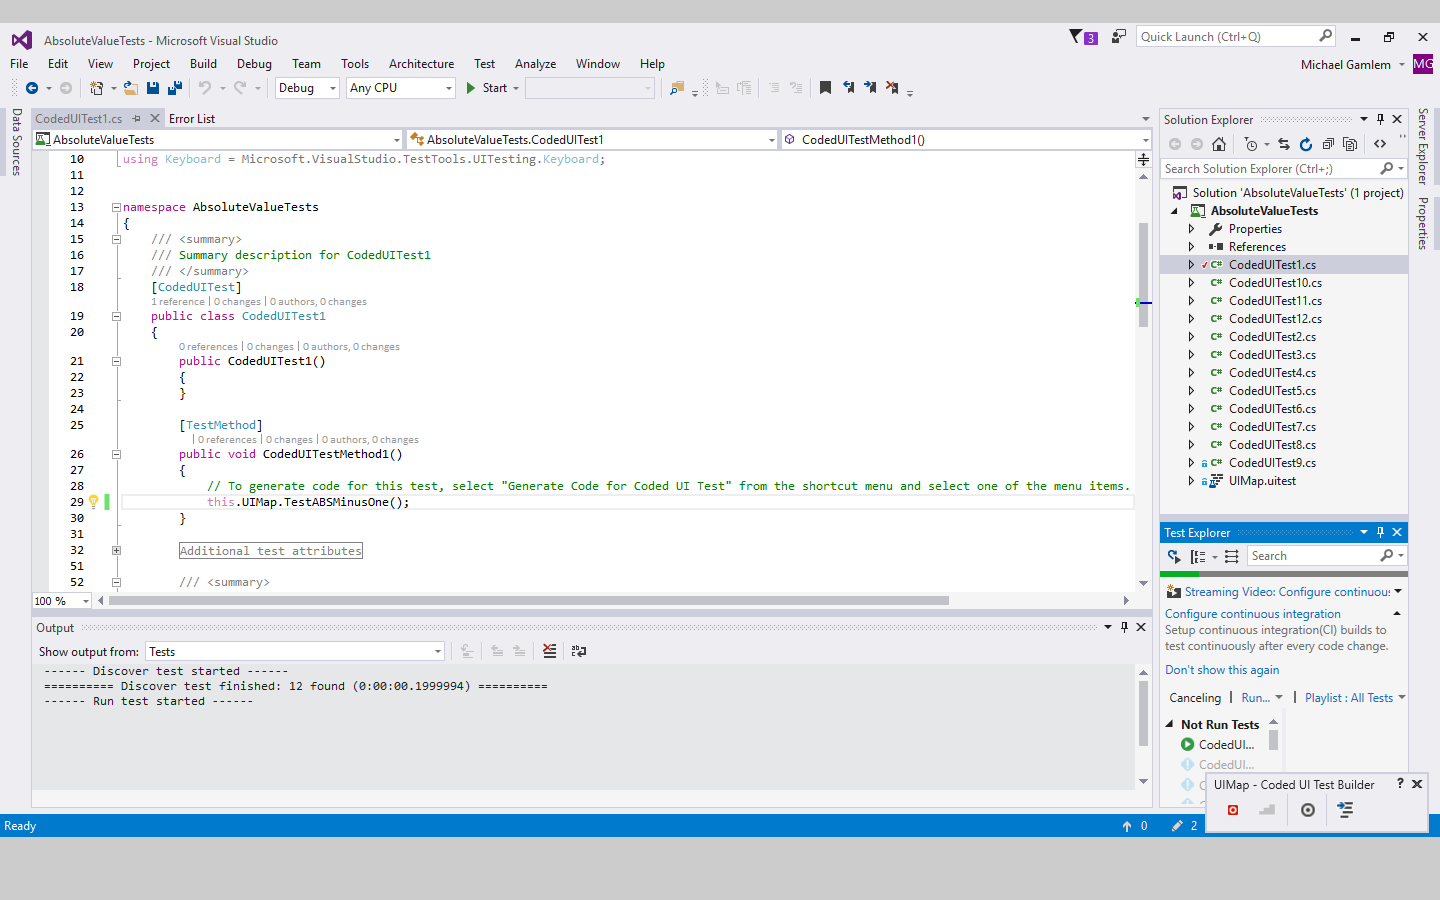 AbsoluteValueTests - Microsoft Visual Studio
3
Quick Launch (Ctrl+Q)
File Edit View Project Build Debug Team Tools Architecture Test Analyze Window Help
Michael Gamlem
MG
Debug Any CPU Start
Data Sources
CodedUITest1.cs Error List
AbsoluteValueTests AbsoluteValueTests.CodedUITest1 CodedUITestMethod1()
10 using Keyboard = Microsoft.VisualStudio.TestTools.UITesting.Keyboard;
11
12
13 namespace AbsoluteValueTests
14 {
15 /// <summary>
16 /// Summary description for CodedUITest1
17 /// </summary>
18 [CodedUITest]
1 reference | 0 changes | 0 authors, 0 changes
19 public class CodedUITest1
20 {
0 references | 0 changes | 0 authors, 0 changes
21 public CodedUITest1()
22 {
23 }
24
25 [TestMethod]
| 0 references | 0 changes | 0 authors, 0 changes
26 public void CodedUITestMethod1()
27 {
28 // To generate code for this test, select "Generate Code for Coded UI Test" from the shortcut menu and select one of the menu items.
29 this.UIMap.TestABSMinusOne();
30 }
31
32 Additional test attributes
51
52 /// <summary>
100 %
Output
Show output from: Tests
------ Discover test started ------
========== Discover test finished: 12 found (0:00:00.1999994) ==========
------ Run test started ------
Solution Explorer
Search Solution Explorer (Ctrl+;)
Solution 'AbsoluteValueTests' (1 project)
AbsoluteValueTests
Properties
References
CodedUITest1.cs
CodedUITest10.cs
CodedUITest11.cs
CodedUITest12.cs
CodedUITest2.cs
CodedUITest3.cs
CodedUITest4.cs
CodedUITest5.cs
CodedUITest6.cs
CodedUITest7.cs
CodedUITest8.cs
CodedUITest9.cs
UIMap.uitest
Server Explorer
Properties
Test Explorer
Search
Streaming Video: Configure continuou
Configure continuous integration
Setup continuous integration(CI) builds to
test continuously after every code change.
Don't show this again
Canceling | Run... | Playlist : All Tests
Not Run Tests
CodedUI...
CodedUI...
UIMap - Coded UI Test Builder ?
Ready
0 2